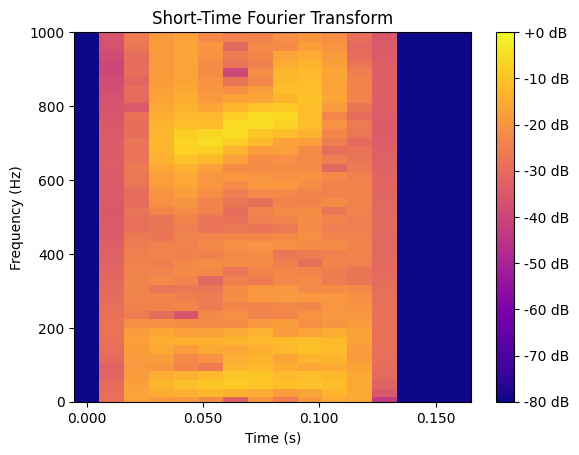 Short-Time Fourier Transform
1000
800
600
400
200
0
Frequency (Hz)
0.000
0.050
0.100
0.150
Time (s)
+0 dB
-10 dB
-20 dB
-30 dB
-40 dB
-50 dB
-60 dB
-70 dB
-80 dB